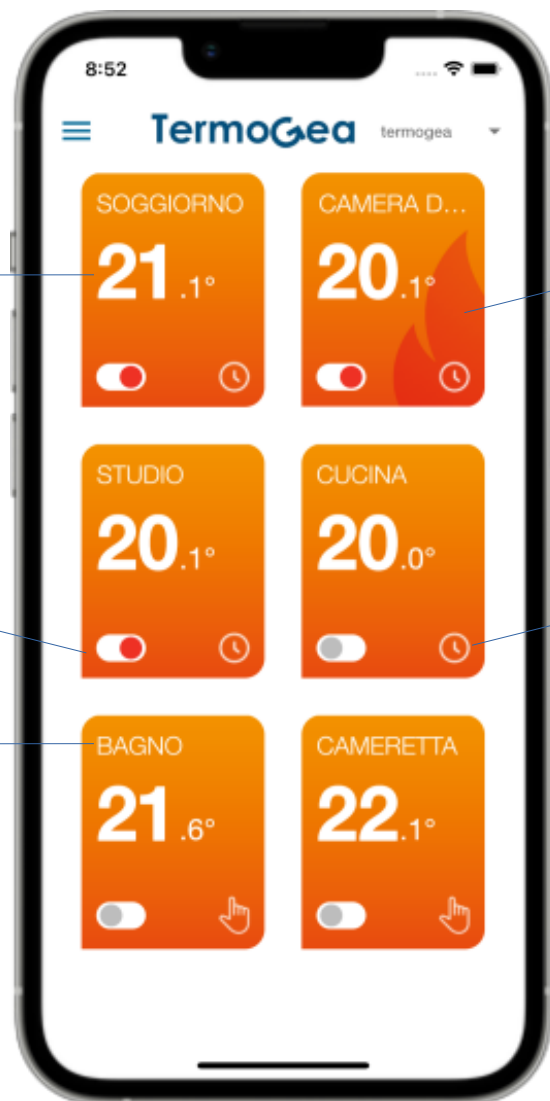 8:52
TermoGea termogea
SOGGIORNO
21.1°
CAMERA D...
20.1°
STUDIO
20.1°
CUCINA
20.0°
BAGNO
21.6°
CAMERETTA
22.1°